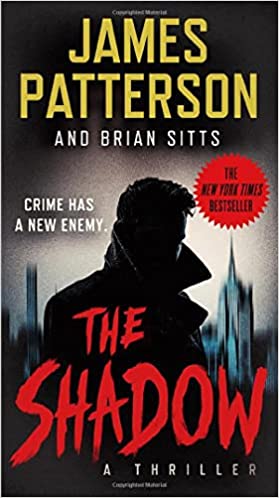 JAMES
PATTERSON
AND BRIAN SITTS
CRIME HAS
A NEW ENEMY.
THE
NEW YORK TIMES
BESTSELLER
THE
SHADOW
A THRILLER